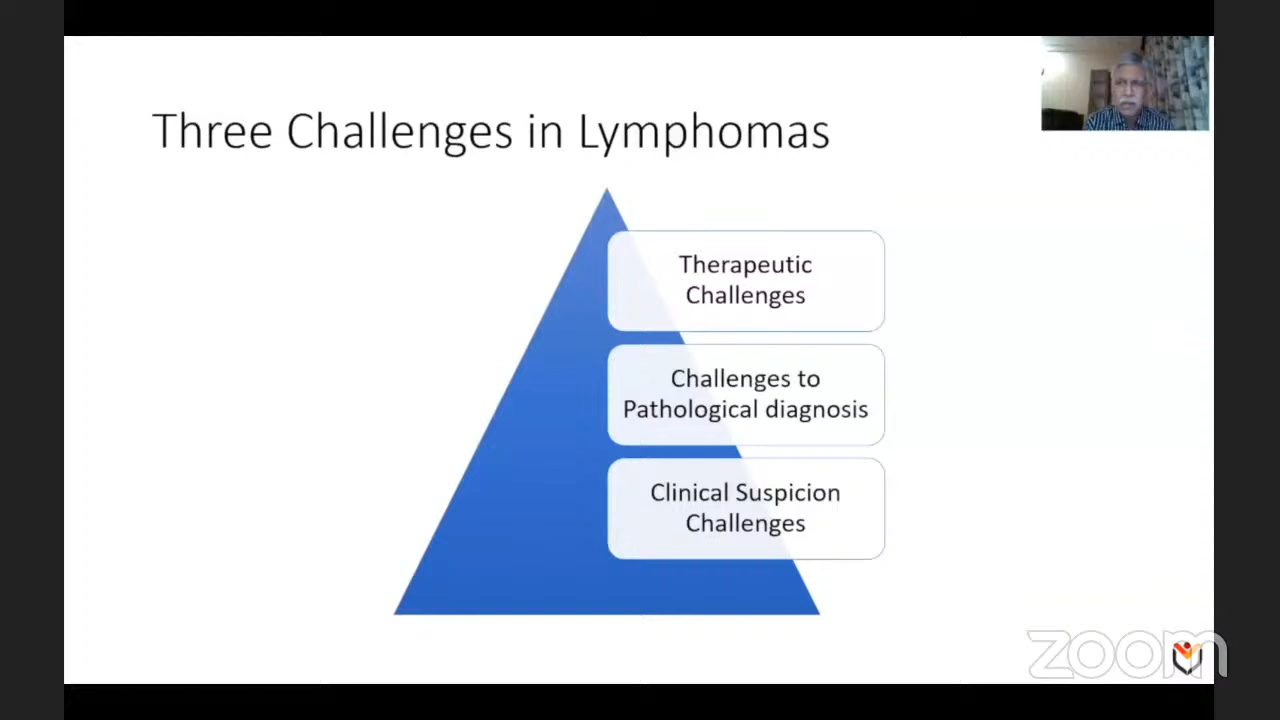 Three Challenges in Lymphomas
Therapeutic
Challenges
Challenges to
Pathological diagnosis
Clinical Suspicion
Challenges
zoom